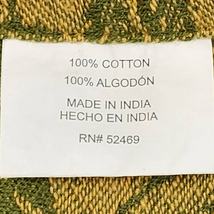 100% COTTON
100% ALGODÓN
MADE IN INDIA
HECHO EN INDIA
RN# 52469